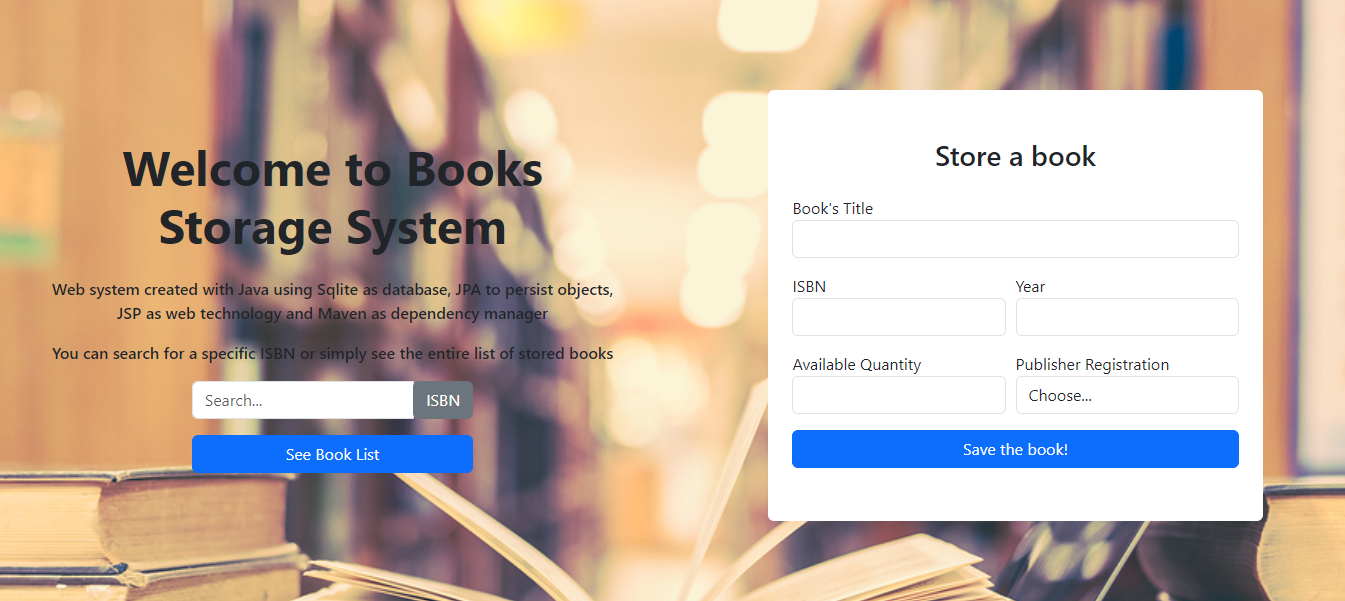 Welcome to Books
Storage System
Web system created with Java using Sqlite as database, JPA to persist objects,
JSP as web technology and Maven as dependency manager
You can search for a specific ISBN or simply see the entire list of stored books
Search...
ISBN
See Book List
Store a book
Book's Title
ISBN
Year
Available Quantity
Publisher Registration
Choose...
Save the book!